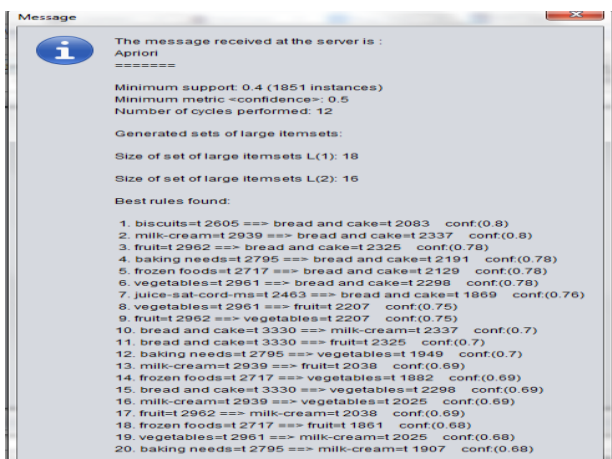 Message
The message received at the server is :
Apriori
=======
Minimum support: 0.4 (1851 instances)
Minimum metric <confidence>: 0.5
Number of cycles performed: 12
Generated sets of large itemsets:
Size of set of large itemsets L(1): 18
Size of set of large itemsets L(2): 16
Best rules found:
1. biscuits=t 2605 ==> bread and cake=t 2083 conf:(0.8)
2. milk-cream=t 2939 ==> bread and cake=t 2337 conf:(0.8)
3. fruit=t 2962 ==> bread and cake=t 2325 conf:(0.78)
4. baking needs=t 2795 ==> bread and cake=t 2191 conf:(0.78)
5. frozen foods=t 2717 ==> bread and cake=t 2129 conf:(0.78)
6. vegetables=t 2961 ==> bread and cake=t 2298 conf:(0.78)
7. juice-sat-cord-ms=t 2463 ==> bread and cake=t 1869 conf:(0.76)
8. vegetables=t 2961 ==> fruit=t 2207 conf:(0.75)
9. fruit=t 2962 ==> vegetables=t 2207 conf:(0.75)
10. bread and cake=t 3330 ==> milk-cream=t 2337 conf:(0.7)
11. bread and cake=t 3330 ==> fruit=t 2325 conf:(0.7)
12. baking needs=t 2795 ==> vegetables=t 1949 conf:(0.7)
13. milk-cream=t 2939 ==> fruit=t 2038 conf:(0.69)
14. frozen foods=t 2717 ==> vegetables=t 1882 conf:(0.69)
15. bread and cake=t 3330 ==> vegetables=t 2298 conf:(0.69)
16. milk-cream=t 2939 ==> vegetables=t 2025 conf:(0.69)
17. fruit=t 2962 ==> milk-cream=t 2038 conf:(0.69)
18. frozen foods=t 2717 ==> fruit=t 1861 conf:(0.68)
19. vegetables=t 2961 ==> milk-cream=t 2025 conf:(0.68)
20. baking needs=t 2795 ==> milk-cream=t 1907 conf:(0.68)